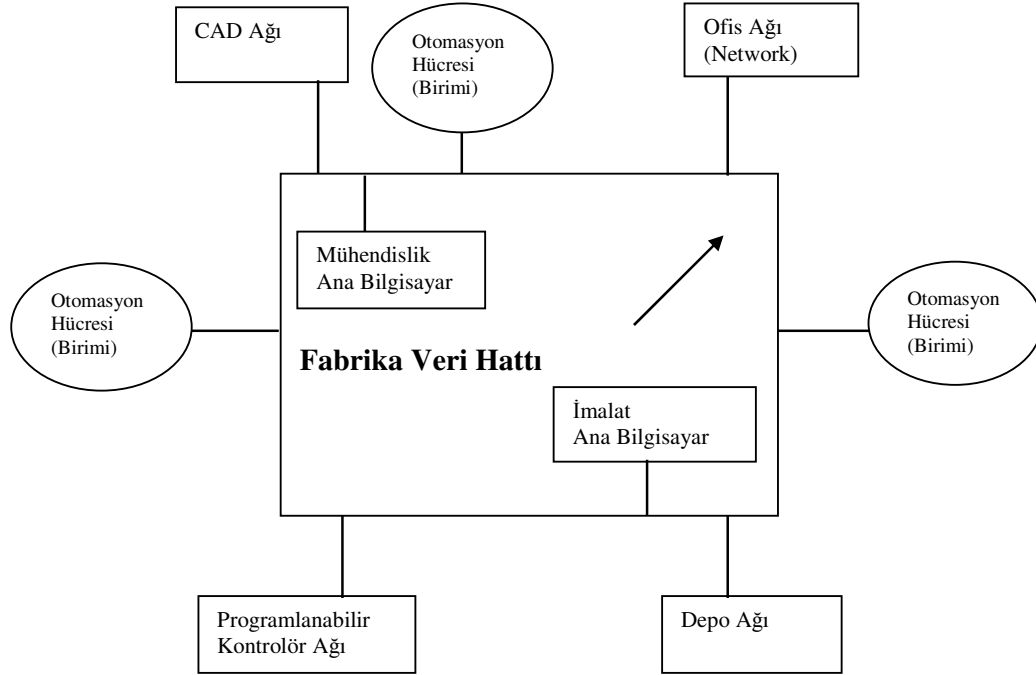 CAD Ağı
Otomasyon
Hücresi
(Birimi)
Ofis Ağı
(Network)
Mühendislik
Ana Bilgisayar
Otomasyon
Hücresi
(Birimi)
Otomasyon
Hücresi
(Birimi)
Fabrika Veri Hattı
İmalat
Ana Bilgisayar
Programlanabilir
Kontrolör Ağı
Depo Ağı